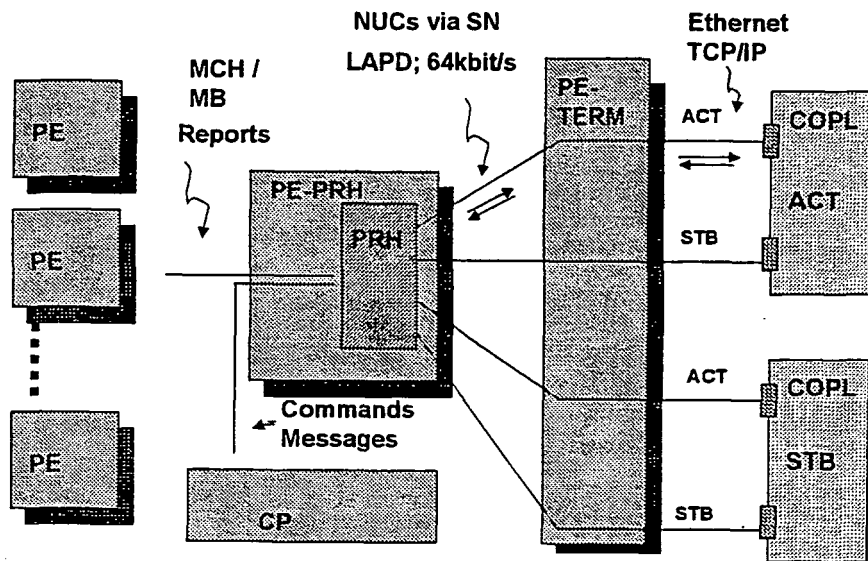 NUCs via SN
LAPD; 64kbit/s
Ethernet
TCP/IP
MCH /
MB
Reports
PE
PE
PE
PE-PRH
PRH
PE-
TERM
ACT
STB
ACT
STB
COPL
ACT
COPL
STB
Commands
Messages
CP